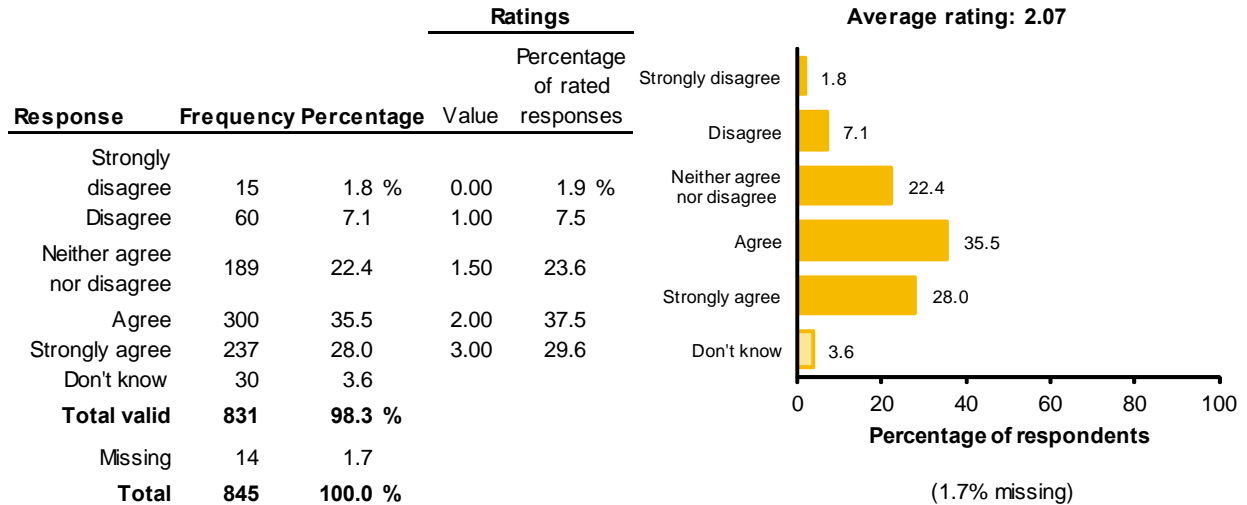 Ratings
Response Frequency Percentage Value Percentage of rated responses
Strongly
disagree 15 1.8 % 0.00 1.9 %
Disagree 60 7.1 1.00 7.5
Neither agree
nor disagree 189 22.4 1.50 23.6
Agree 300 35.5 2.00 37.5
Strongly agree 237 28.0 3.00 29.6
Don't know 30 3.6
Total valid 831 98.3 %
Missing 14 1.7
Total 845 100.0 %
Average rating: 2.07
Strongly disagree 1.8
Disagree 7.1
Neither agree
nor disagree 22.4
Agree 35.5
Strongly agree 28.0
Don't know 3.6
0 20 40 60 80 100
Percentage of respondents
(1.7% missing)